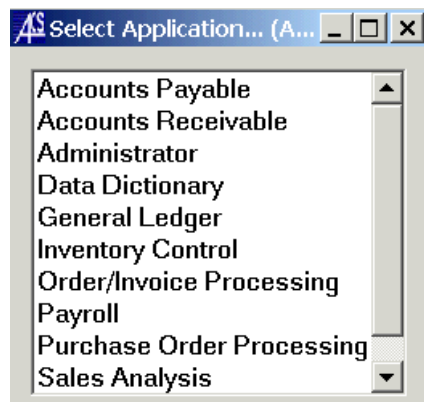 Select Application... (A...
Accounts Payable
Accounts Receivable
Administrator
Data Dictionary
General Ledger
Inventory Control
Order/Invoice Processing
Payroll
Purchase Order Processing
Sales Analysis